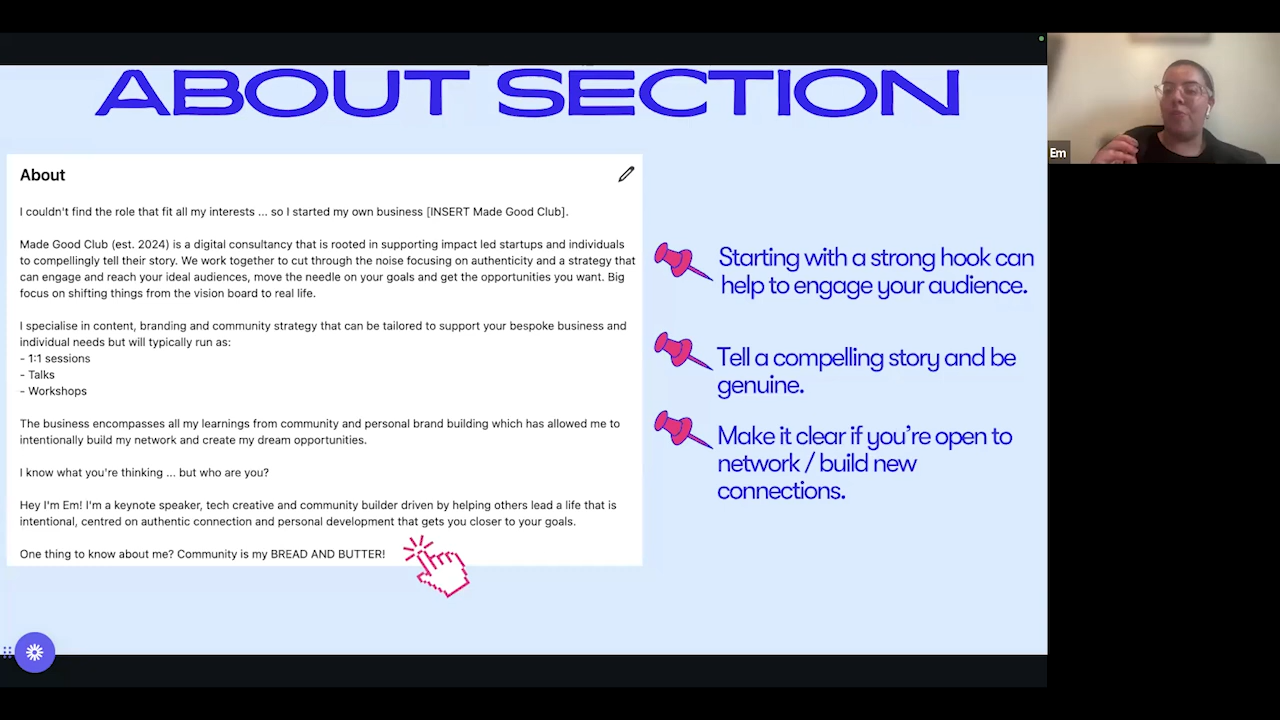 ABOUT SECTION
About
I couldn't find the role that fit all my interests ... so I started my own business [INSERT Made Good Club].
Made Good Club (est. 2024) is a digital consultancy that is rooted in supporting impact led startups and individuals
to compellingly tell their story. We work together to cut through the noise focusing on authenticity and a strategy that
can engage and reach your ideal audiences, move the needle on your goals and get the opportunities you want. Big
focus on shifting things from the vision board to real life.
I specialise in content, branding and community strategy that can be tailored to support your bespoke business and
individual needs but will typically run as:
- 1:1 sessions
- Talks
- Workshops
The business encompasses all my learnings from community and personal brand building which has allowed me to
intentionally build my network and create my dream opportunities.
I know what you're thinking ... but who are you?
Hey I'm Em! I'm a keynote speaker, tech creative and community builder driven by helping others lead a life that is
intentional, centred on authentic connection and personal development that gets you closer to your goals.
One thing to know about me? Community is my BREAD AND BUTTER!
Starting with a strong hook can
help to engage your audience.
Tell a compelling story and be
genuine.
Make it clear if you're open to
network / build new
connections.
Em